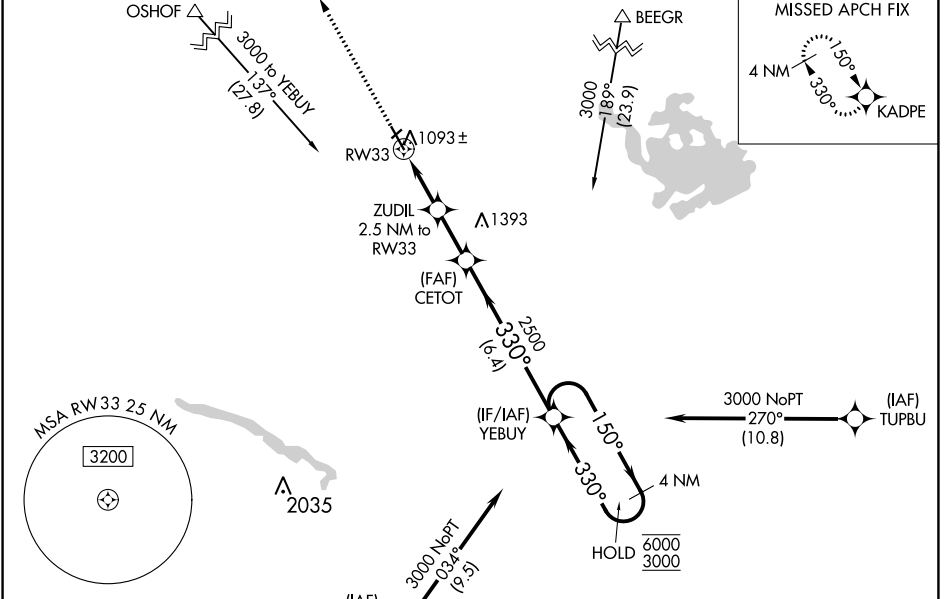 OSHOF
3000 to YEBUY
137°
(27.8)
BEEGR
3000
189°
(23.9)
MISSED APCH FIX
4 NM
150°
330°
KADPE
1093 ±
RW33
ZUDIL
2.5 NM to
RW33
1393
(FAF)
CETOT
2500
330°
(6.4)
(IF/IAF)
YEBUY
150°
330°
4 NM
HOLD
6000
3000
3000 NoPT
270°
(10.8)
(IAF)
TUPBU
MSA RW33 25 NM
3200
2035
3000 NoPT
034°
(9.5)
(IAF)